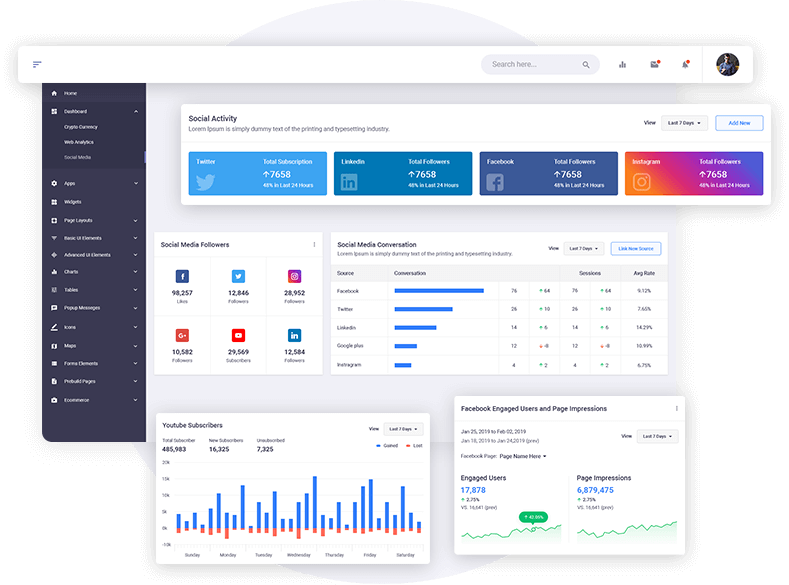 Search here...
Home
Dashboard
Crypto Currency
Web Analytics
Social Media
Apps
Widgets
Page Layouts
Basic UI Elements
Advanced UI Elements
Charts
Tables
Popup Messages
Icons
Maps
Forms Elements
Prebuild Pages
Ecommerce
Social Activity
Lorem Ipsum is simply dummy text of the printing and typesetting industry.
View Last 7 Days Add New
Twitter Total Subscription
7658
48% in Last 24 Hours
Linkedin Total Followers
7658
48% in Last 24 Hours
Facebook Total Followers
7658
48% in Last 24 Hours
Instagram Total Followers
7658
48% in Last 24 Hours
Social Media Followers
98,257 12,846 28,952
Likes Followers Followers
10,582 29,569 12,584
Followers Subscribers Followers
Social Media Conversation
Lorem Ipsum is simply dummy text of the printing and typesetting industry.
View Last 7 Days Link New Source
Source Conversation Sessions Avg Rate
Facebook 76 64 76 64 9.12%
Twitter 26 10 26 10 7.65%
Linkedin 14 6 14 6 14.29%
Google plus 12 -8 12 -8 10.99%
Instragram 4 2 4 2 6.75%
Youtube Subscribers
View Last 7 Days
Total Subscriber New Subscribers Unsubscribed
485,983 16,325 7,325
Gained Lost
20k
15k
10k
5k
0k
-10k
Sunday Monday Tuesday Wednesday Thursday Friday Saturday
Facebook Engaged Users and Page Impressions
Jan 25, 2019 to Feb 02, 2019
Jan 18, 2019 to Jan 24,2019 (prev)
View Last 7 Days
Facebook Page: Page Name Here
Engaged Users
17,878
2.75%
VS. 16,641 (prev)
Page Impressions
6,879,475
2.75%
VS. 16,641 (prev)